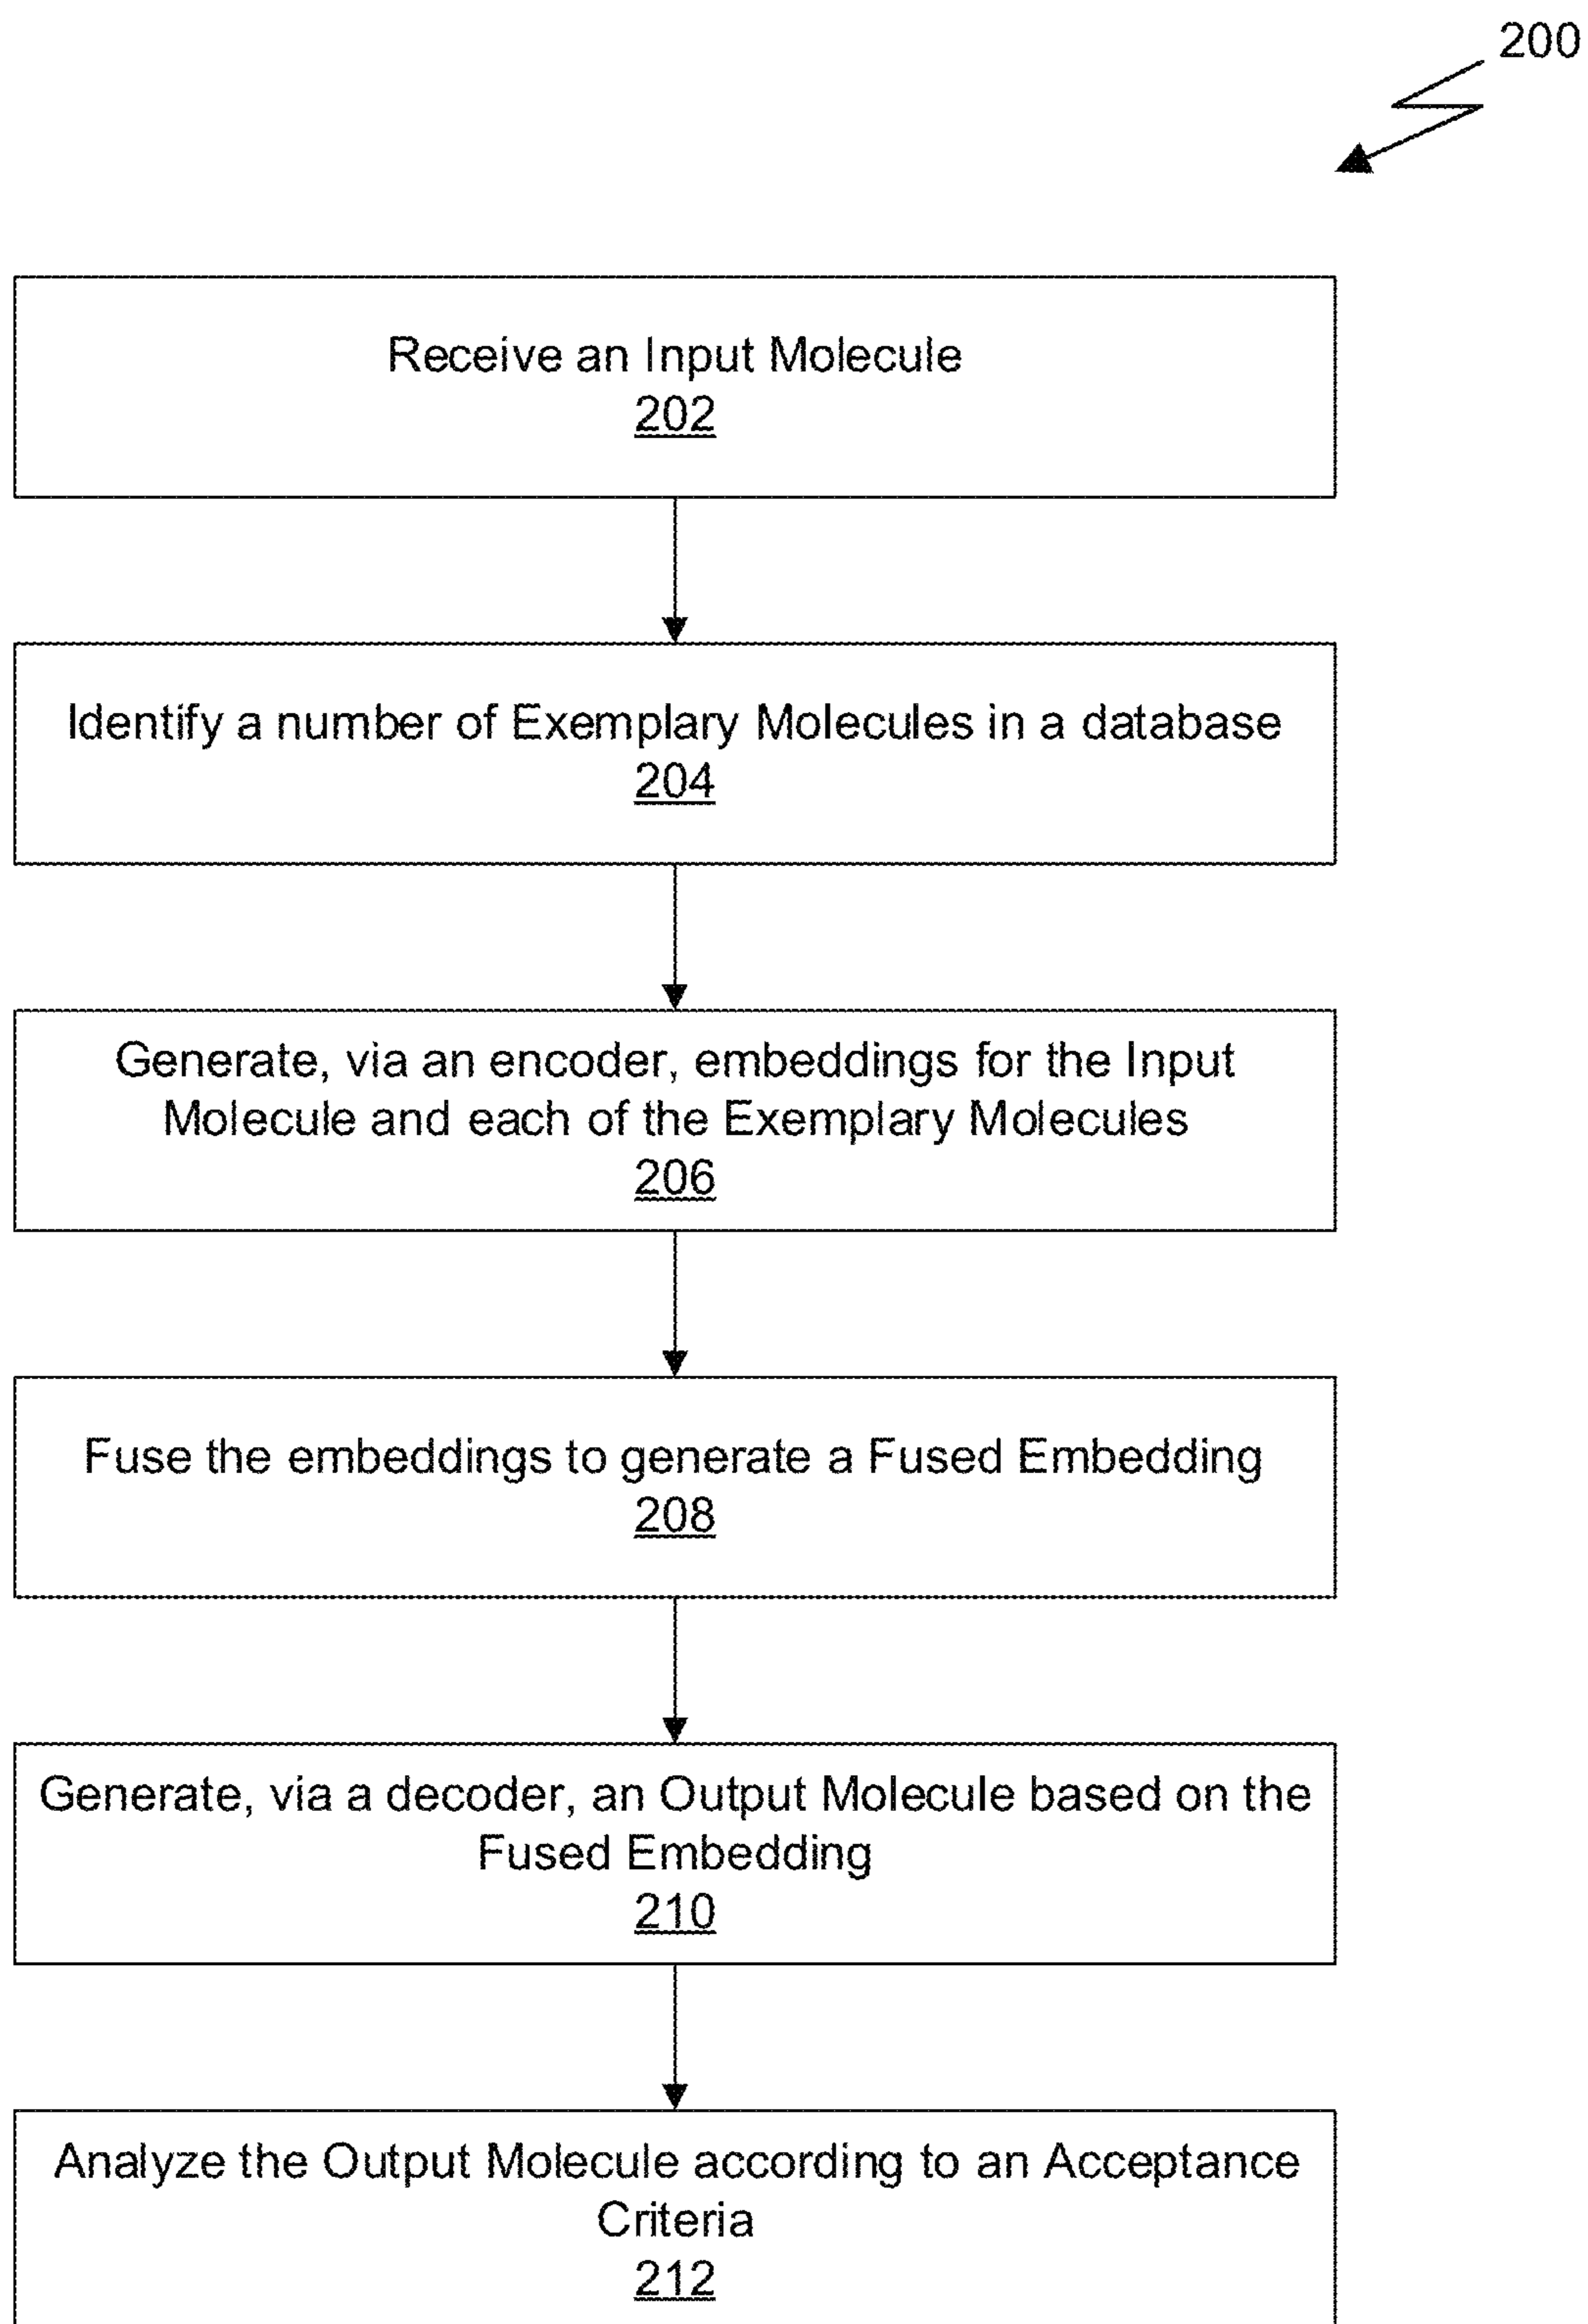 200
Receive an Input Molecule
202
Identify a number of Exemplary Molecules in a database
204
Generate, via an encoder, embeddings for the Input
Molecule and each of the Exemplary Molecules
206
Fuse the embeddings to generate a Fused Embedding
208
Generate, via a decoder, an Output Molecule based on the
Fused Embedding
210
Analyze the Output Molecule according to an Acceptance
Criteria
212